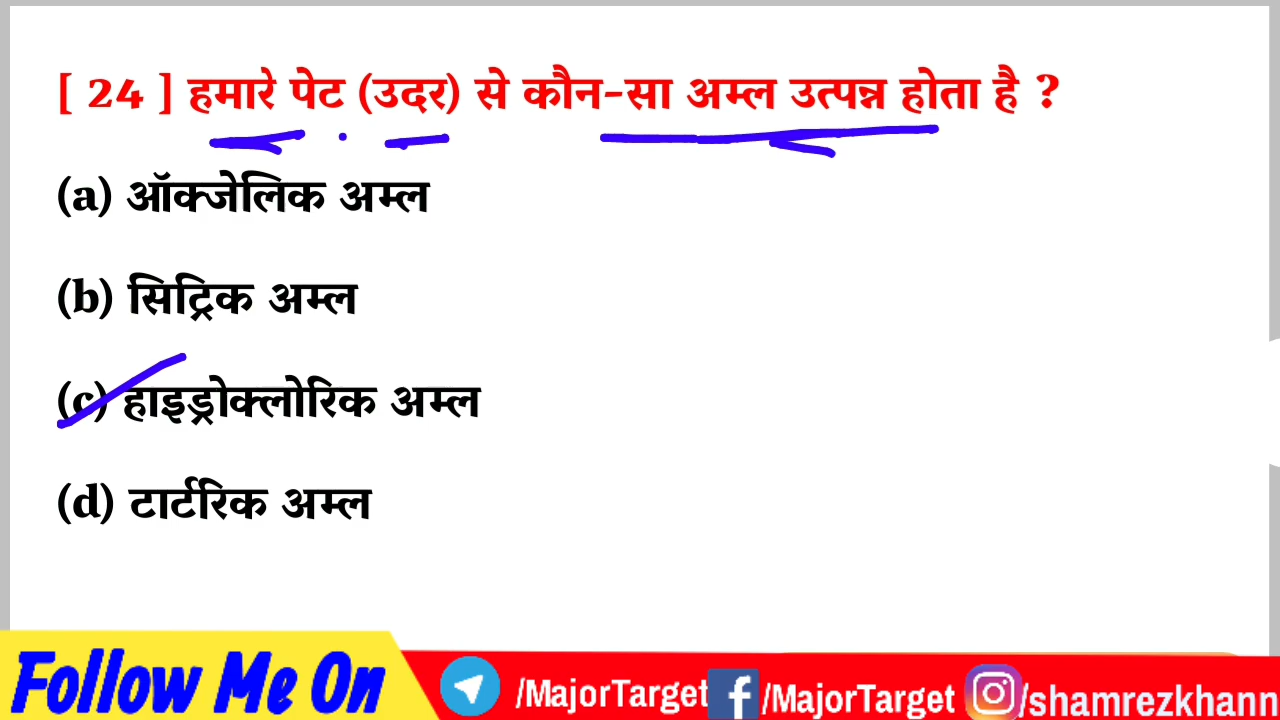 [ 24 ] हमारे पेट (उदर) से कौन-सा अम्ल उत्पन्न होता है ?
(a) ऑक्जेलिक अम्ल
(b) सिट्रिक अम्ल
(c) हाइड्रोक्लोरिक अम्ल
(d) टार्टरिक अम्ल
Follow Me On /MajorTarget /MajorTarget /shamrezkhann